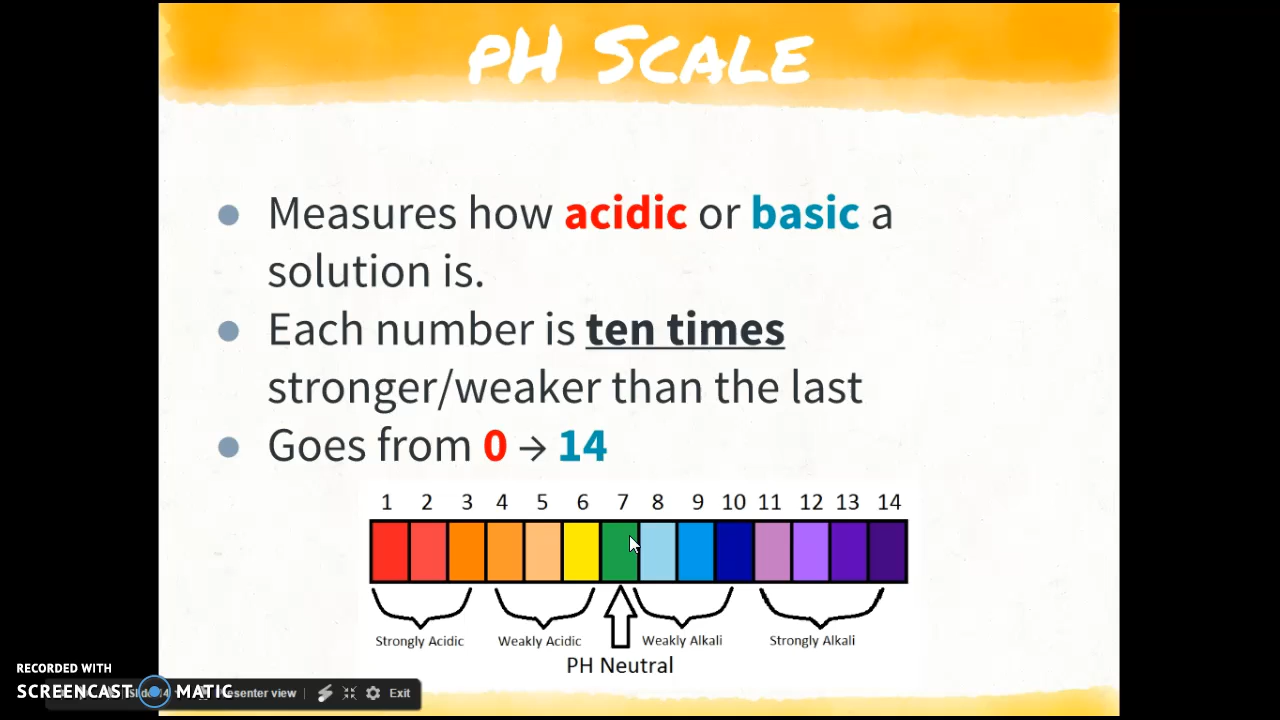 pH Scale
Measures how acidic or basic a
solution is.
Each number is ten times
stronger/weaker than the last
Goes from 0 → 14
1 2 3 4 5 6 7 8 9 10 11 12 13 14
Strongly Acidic Weakly Acidic Weakly Alkali Strongly Alkali
PH Neutral
RECORDED WITH
SCREENCAST MATIC
Presenter view Exit